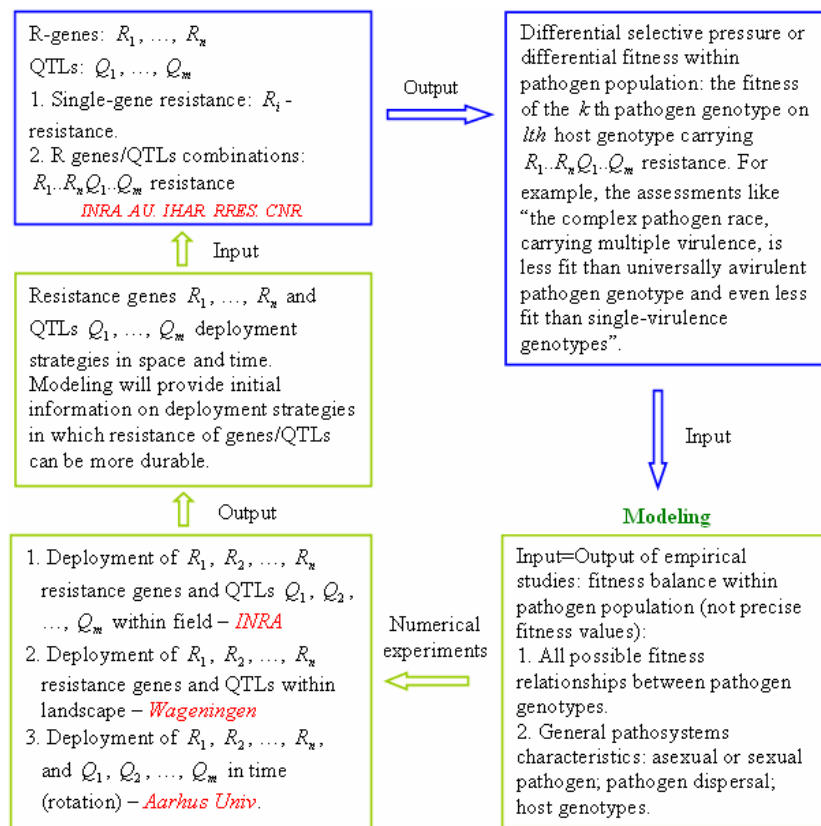 R-genes: R₁, …, Rₙ
QTLs: Q₁, …, Qₘ
1. Single-gene resistance: Rᵢ -
resistance.
2. R genes/QTLs combinations:
R₁..RₙQ₁..Qₘ resistance
INRA. AU. IHAR. RRES. CNR
Output
Differential selective pressure or
differential fitness within
pathogen population: the fitness
of the k th pathogen genotype on
lth host genotype carrying
R₁..RₙQ₁..Qₘ resistance. For
example, the assessments like
“the complex pathogen race,
carrying multiple virulence, is
less fit than universally avirulent
pathogen genotype and even less
fit than single-virulence
genotypes”.
Input
Modeling
Input=Output of empirical
studies: fitness balance within
pathogen population (not precise
fitness values):
1. All possible fitness
relationships between pathogen
genotypes.
2. General pathosystems
characteristics: asexual or sexual
pathogen; pathogen dispersal;
host genotypes.
Numerical
experiments
1. Deployment of R₁, R₂, …, Rₙ
resistance genes and QTLs Q₁, Q₂,
…, Qₘ within field – INRA
2. Deployment of R₁, R₂, …, Rₙ
resistance genes and QTLs within
landscape – Wageningen
3. Deployment of R₁, R₂, …, Rₙ,
and Q₁, Q₂, …, Qₘ in time
(rotation) – Aarhus Univ.
Output
Resistance genes R₁, …, Rₙ and
QTLs Q₁, …, Qₘ deployment
strategies in space and time.
Modeling will provide initial
information on deployment strategies
in which resistance of genes/QTLs
can be more durable.
Input